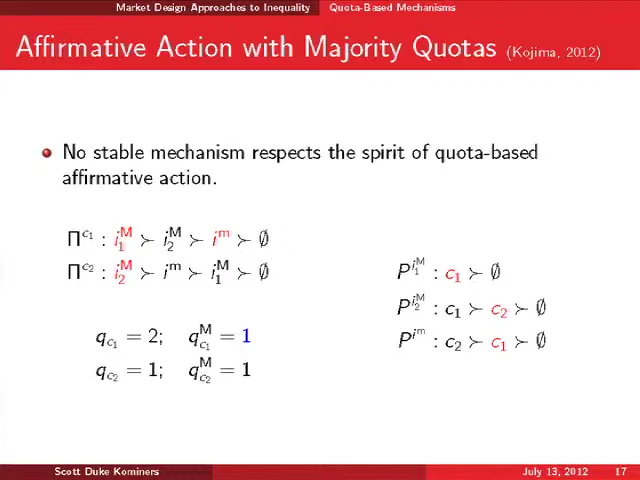 Market Design Approaches to Inequality Quota-Based Mechanisms
Affirmative Action with Majority Quotas (Kojima, 2012)
No stable mechanism respects the spirit of quota-based
affirmative action.
Π^{c_1} : i_1^M ≻ i_2^M ≻ i^m ≻ ∅
Π^{c_2} : i_2^M ≻ i^m ≻ i_1^M ≻ ∅
q_{c_1} = 2; q_{c_1}^M = 1
q_{c_2} = 1; q_{c_2}^M = 1
P^{i_1^M} : c_1 ≻ ∅
P^{i_2^M} : c_1 ≻ c_2 ≻ ∅
P^{i^m} : c_2 ≻ c_1 ≻ ∅
Scott Duke Kominers July 13, 2012 17